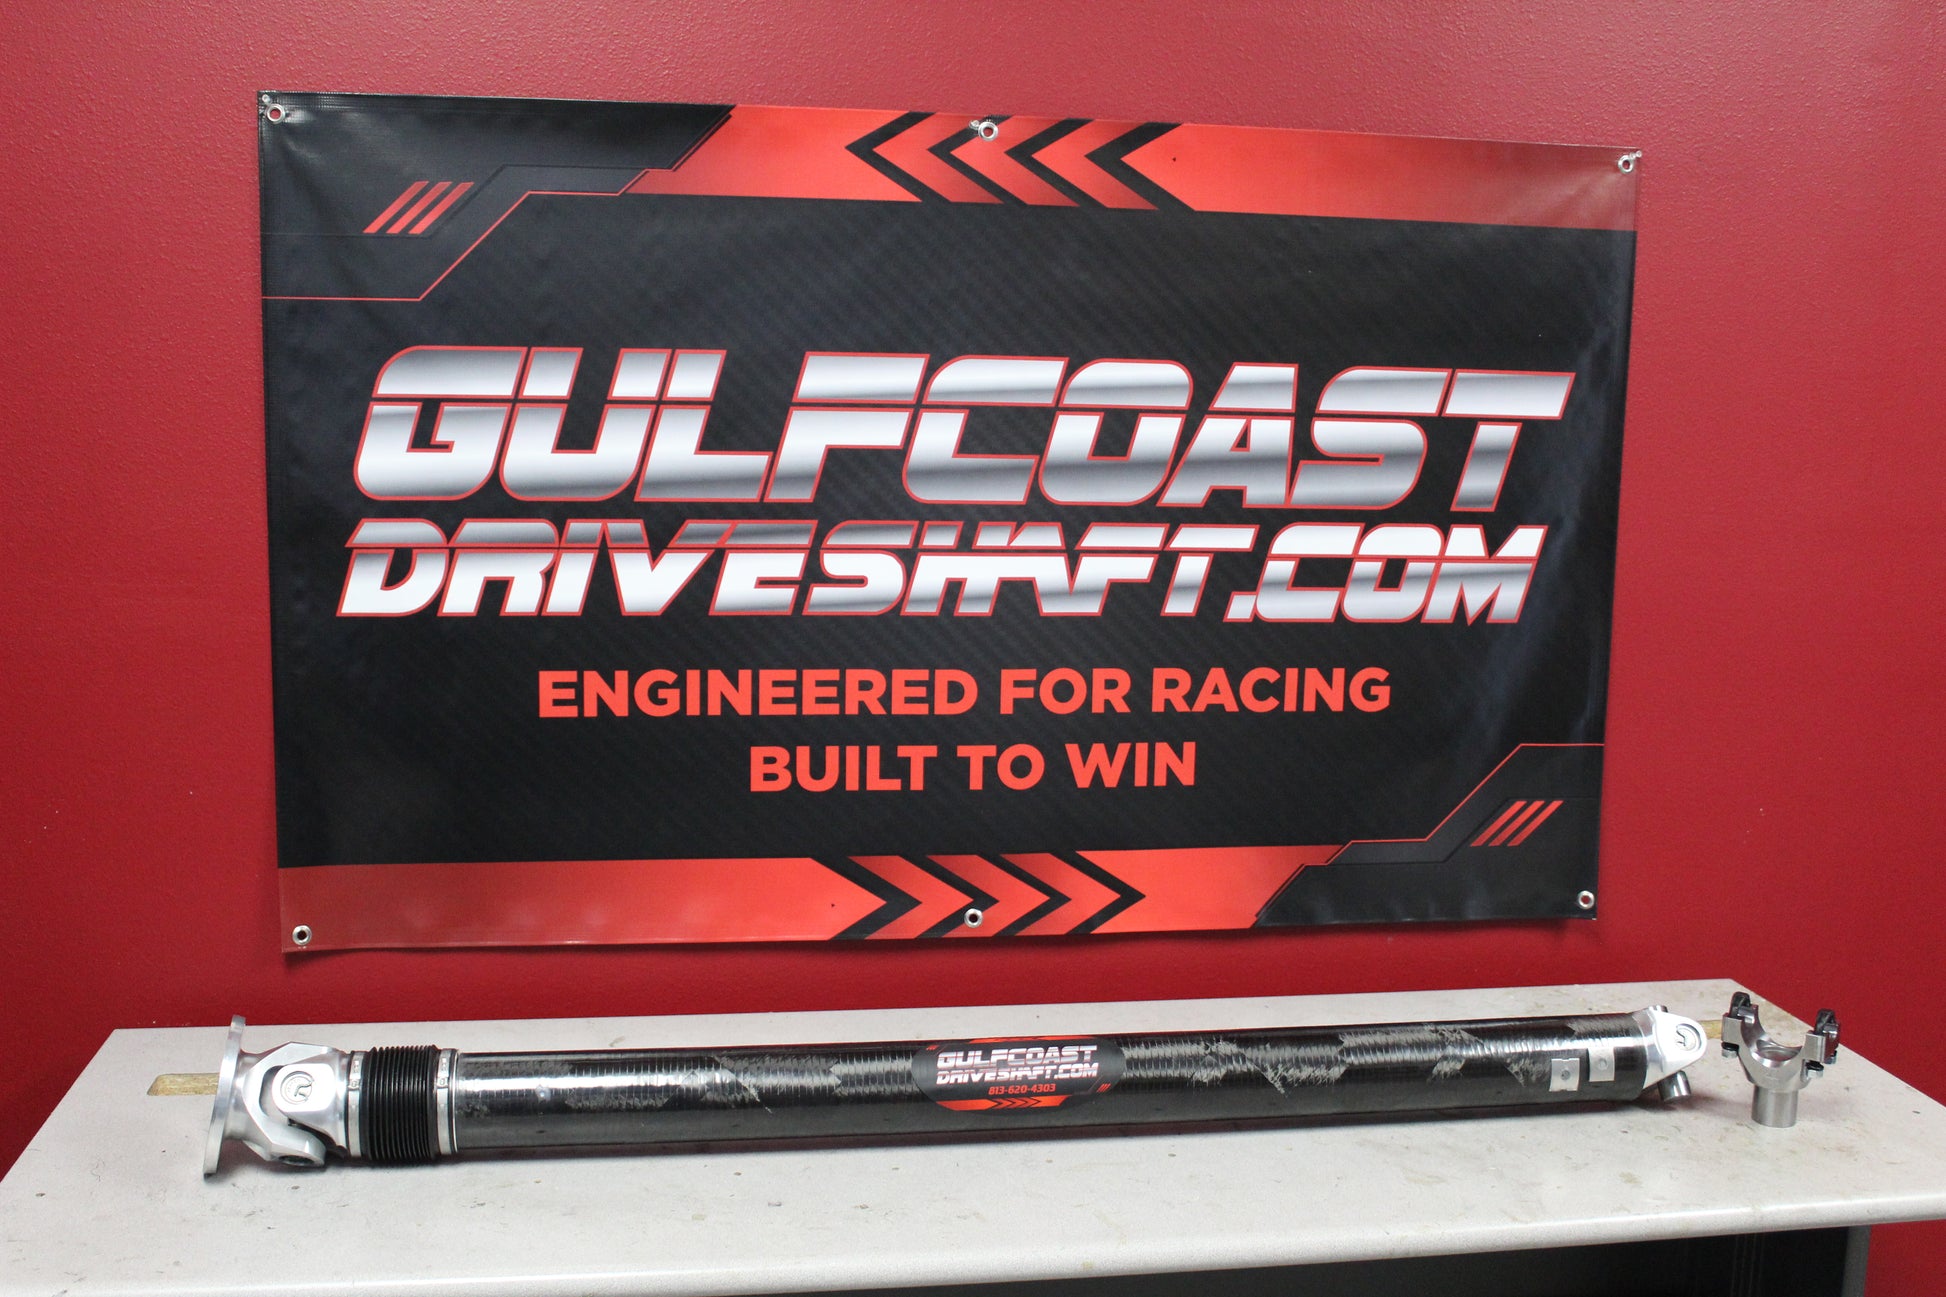 GULFCOAST
DRIVESHAFT.COM
ENGINEERED FOR RACING
BUILT TO WIN
GULFCOAST
DRIVESHAFT.COM
813-620-4303